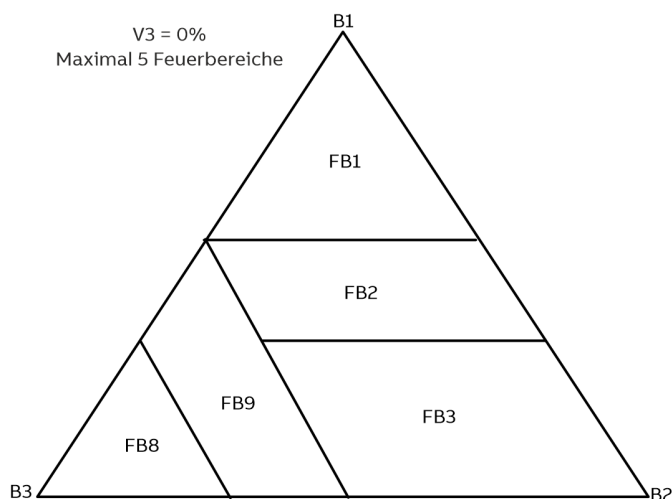 B1
V3 = 0%
Maximal 5 Feuerbereiche
FB1
FB2
FB9
FB3
FB8
B3
B2